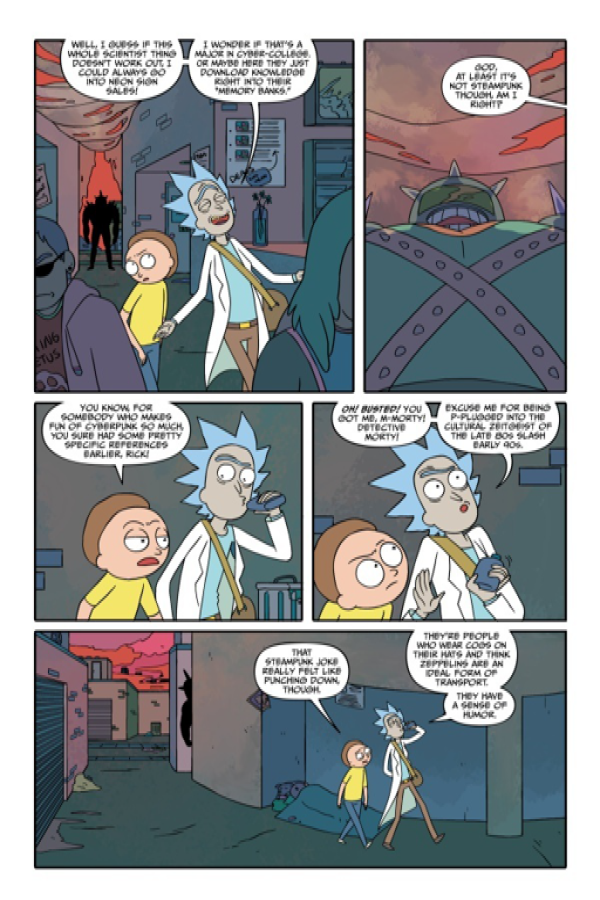 WELL, I GUESS IF THIS
WHOLE SCIENTIST THING
DOESN'T WORK OUT, I
COULD ALWAYS GO
INTO NEON SIGN
SALES!
I WONDER IF THAT'S A
MAJOR IN CYBER-COLLEGE.
OR MAYBE HERE THEY JUST
DOWNLOAD KNOWLEDGE
RIGHT INTO THEIR
"MEMORY BANKS."
GOD,
AT LEAST IT'S
NOT STEAMPUNK
THOUGH, AM I
RIGHT?
YOU KNOW, FOR
SOMEBODY WHO MAKES
FUN OF CYBERPUNK SO MUCH,
YOU SURE HAD SOME PRETTY
SPECIFIC REFERENCES
EARLIER, RICK!
OH! BUSTED! YOU
GOT ME, M-MORTY!
DETECTIVE
MORTY!
EXCUSE ME FOR BEING
P-PLUGGED INTO THE
CULTURAL ZEITGEIST OF
THE LATE 80S SLASH
EARLY 90S.
THAT
STEAMPUNK JOKE
REALLY FELT LIKE
PUNCHING DOWN,
THOUGH.
THEY'RE PEOPLE
WHO WEAR COGS ON
THEIR HATS AND THINK
ZEPPELINS ARE AN
IDEAL FORM OF
TRANSPORT.
THEY HAVE
A SENSE OF
HUMOR.